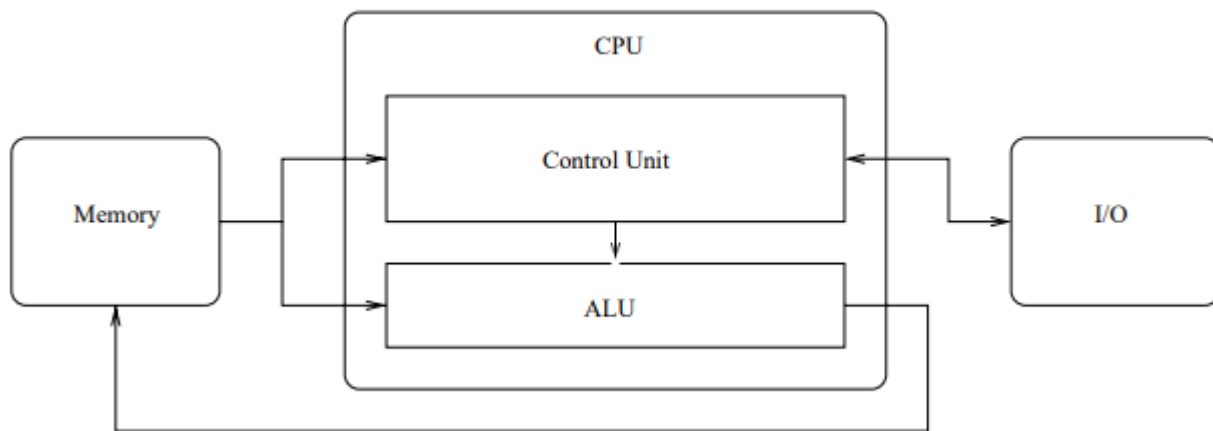 CPU
Control Unit
Memory
I/O
ALU